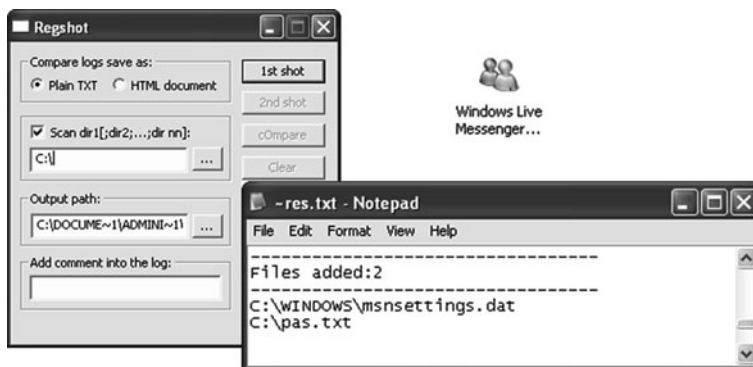 Regshot
Compare logs save as:
Plain TXT HTML document
1st shot
2nd shot
Scan dir1[;dir2;...;dir nn]:
cOmpare
C:\
...
Clear
Output path:
C:\DOCUME~1\ADMINI~1\
...
Add comment into the log:
Windows Live
Messenger...
~res.txt - Notepad
File Edit Format View Help
----------------------------------
Files added:2
----------------------------------
C:\WINDOWS\msnsettings.dat
C:\pas.txt